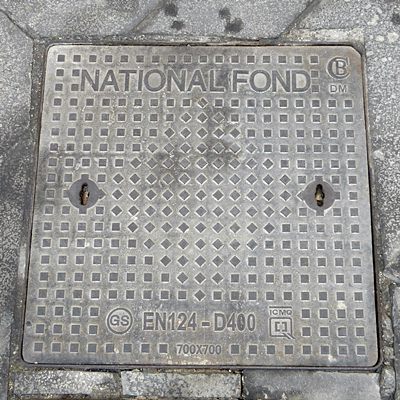 NATIONAL FOND
B
DM
GS EN124-D400 ICMQ
700X700